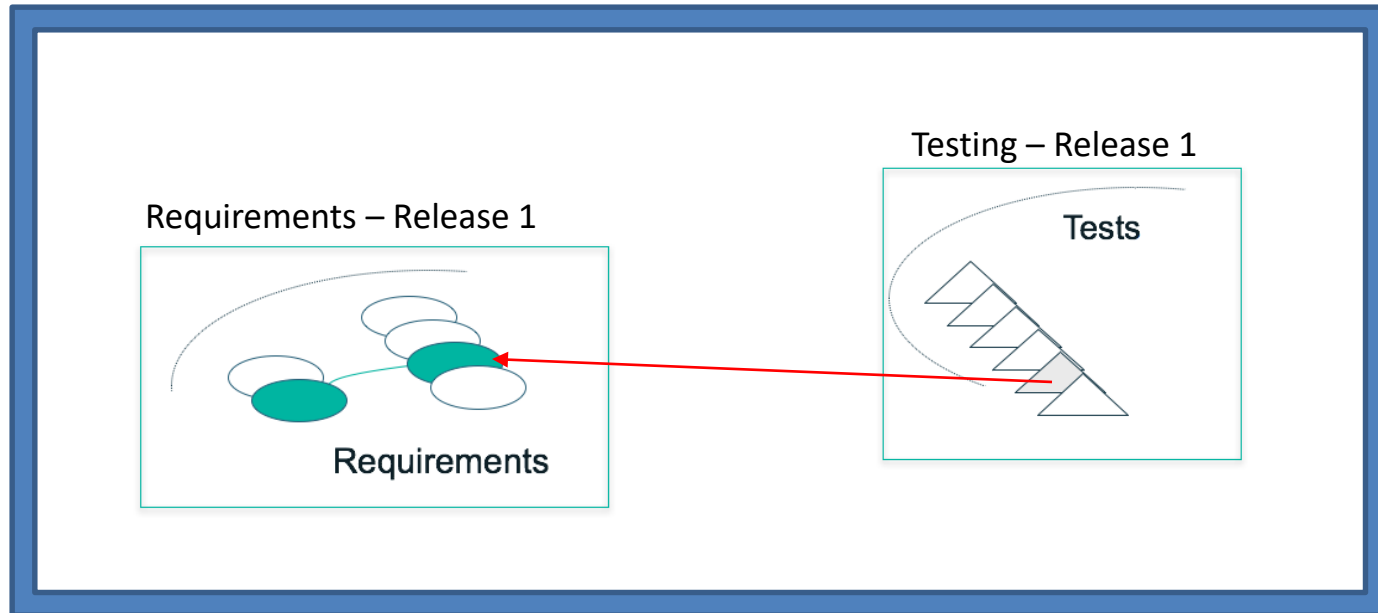 Testing – Release 1
Requirements – Release 1
Tests
Requirements